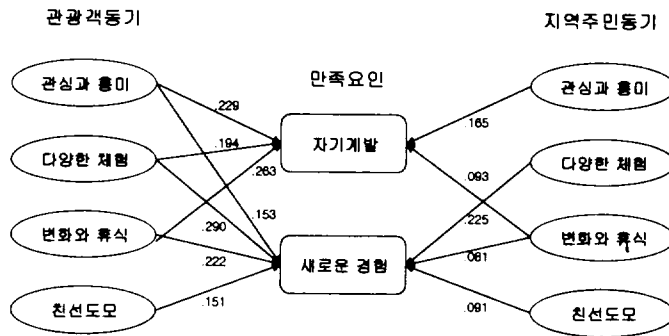 관광객동기
지역주민동기
만족요인
관심과 흥미
.229
자기계발
.165
관심과 흥미
다양한 체험
.194
.263
.093
다양한 체험
.290
.153
.225
변화와 휴식
.222
새로운 경험
.081
변화와 휴식
친선도모
.151
.091
친선도모